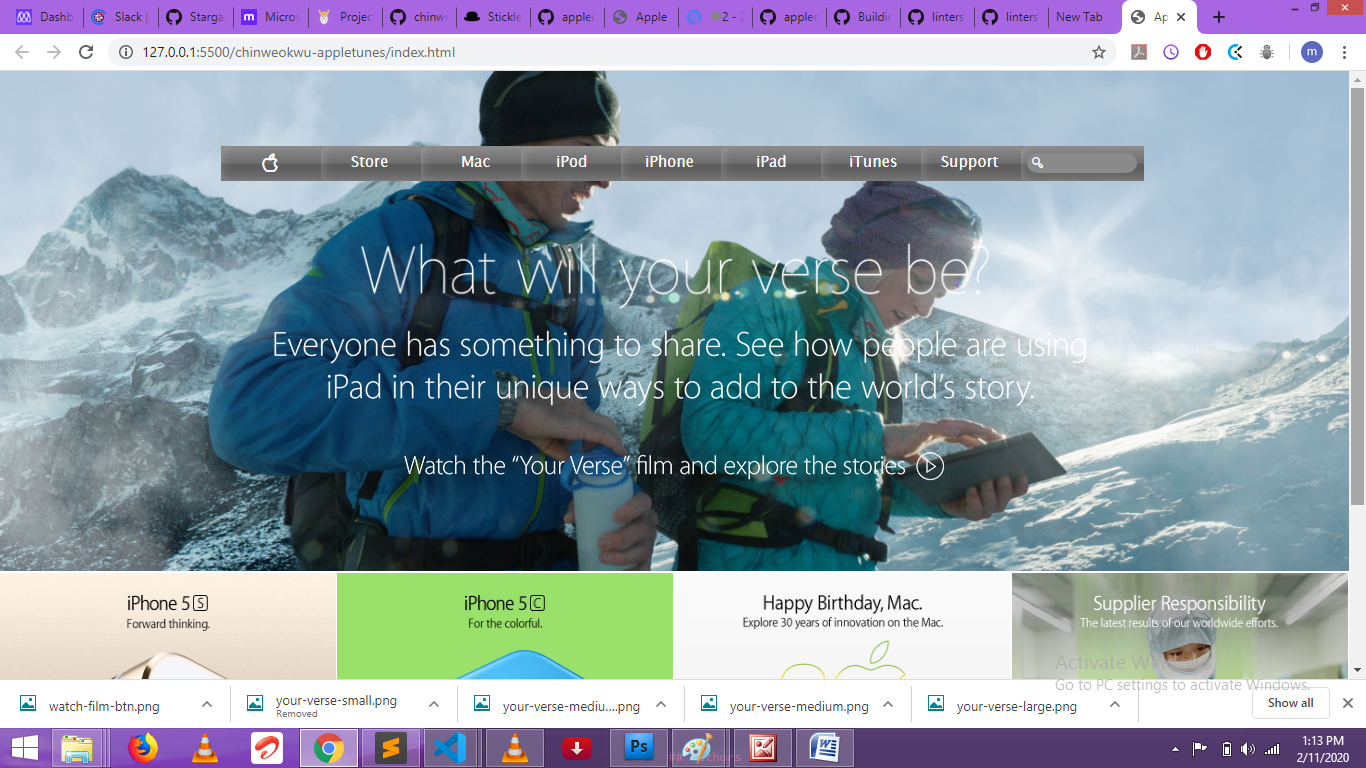 Dashb
Slack |
Starga
Microv
Projec
chinwe
Stickle
applec
Apple
2 - 2
applec
Buildin
linters
linters
New Tab
Ap
127.0.0.1:5500/chinweokwu-appletunes/index.html
m
Store
Mac
iPod
iPhone
iPad
iTunes
Support
What will your verse be?
Everyone has something to share. See how people are using
iPad in their unique ways to add to the world's story.
Watch the “Your Verse” film and explore the stories
iPhone 5S
Forward thinking.
iPhone 5C
For the colorful.
Happy Birthday, Mac.
Explore 30 years of innovation on the Mac.
Supplier Responsibility
The latest results of our worldwide efforts.
Activate Windows
Go to PC settings to activate Windows.
watch-film-btn.png
your-verse-small.png
Removed
your-verse-mediu....png
your-verse-medium.png
your-verse-large.png
Show all
Ps
1:13 PM
2/11/2020